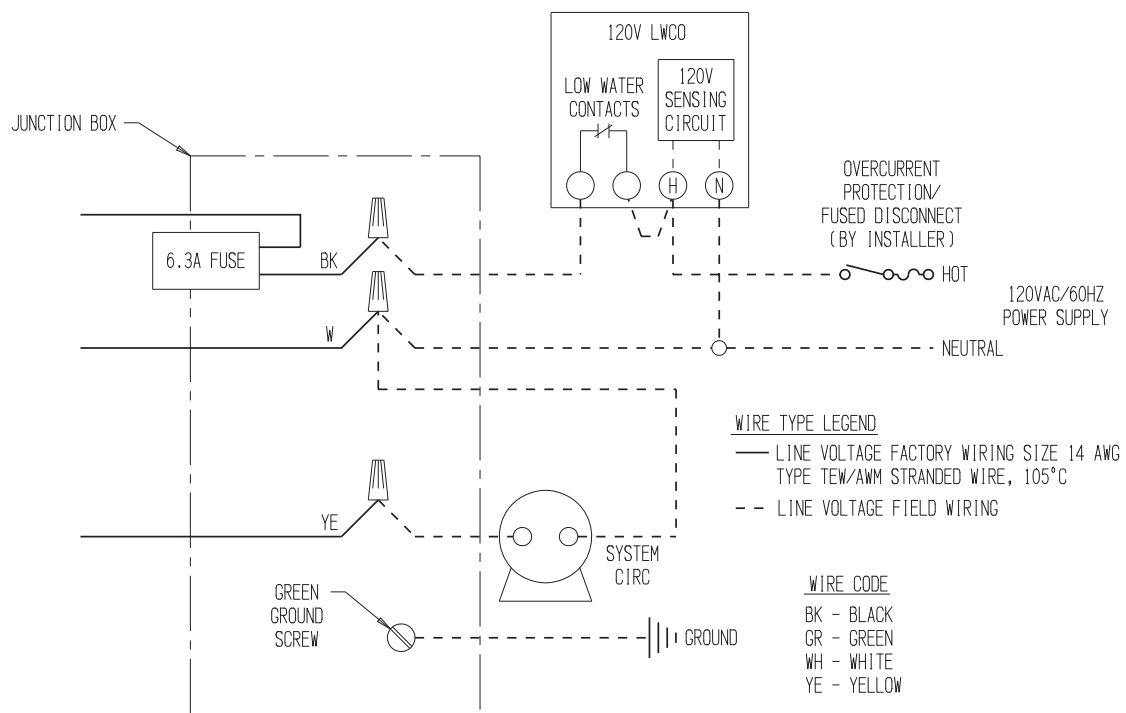 120V LWCO
LOW WATER
CONTACTS
120V
SENSING
CIRCUIT
JUNCTION BOX
H
N
OVERCURRENT
PROTECTION/
FUSED DISCONNECT
(BY INSTALLER)
6.3A FUSE
BK
HOT
120VAC/60HZ
POWER SUPPLY
W
NEUTRAL
WIRE TYPE LEGEND
LINE VOLTAGE FACTORY WIRING SIZE 14 AWG
TYPE TEW/AWM STRANDED WIRE, 105°C
LINE VOLTAGE FIELD WIRING
YE
SYSTEM
CIRC
GREEN
GROUND
SCREW
GROUND
WIRE CODE
BK - BLACK
GR - GREEN
WH - WHITE
YE - YELLOW